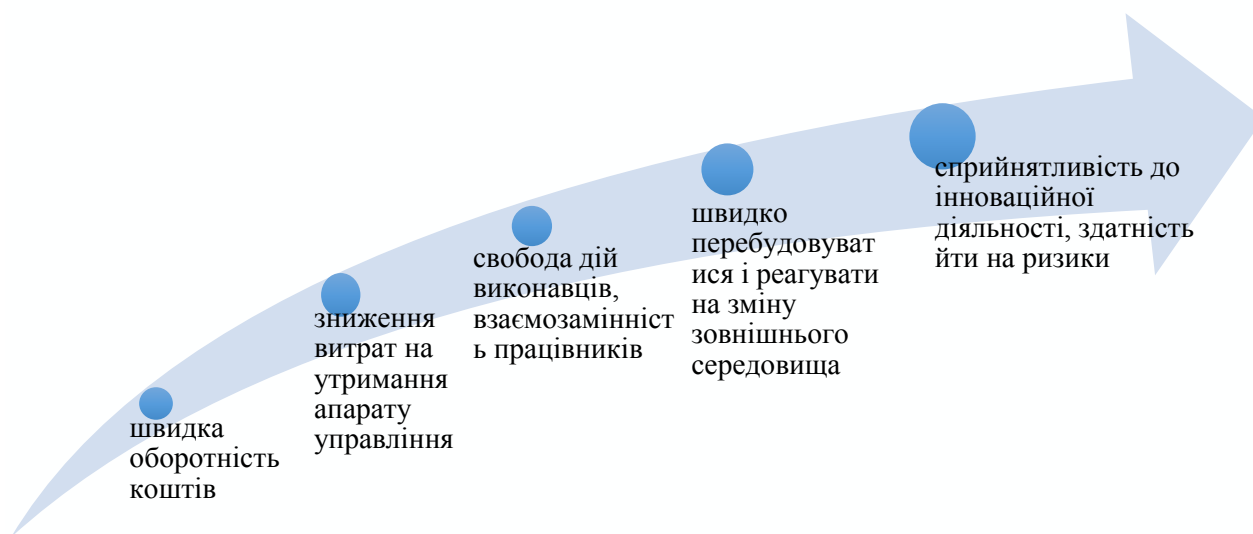 швидка
оборотність
коштів
зниження
витрат на
утримання
апарату
управління
свобода дій
виконавців,
взаємозамінніст
ь працівників
швидко
перебудовуват
ися і реагувати
на зміну
зовнішнього
середовища
сприйнятливість до
інноваційної
діяльності, здатність
йти на ризики